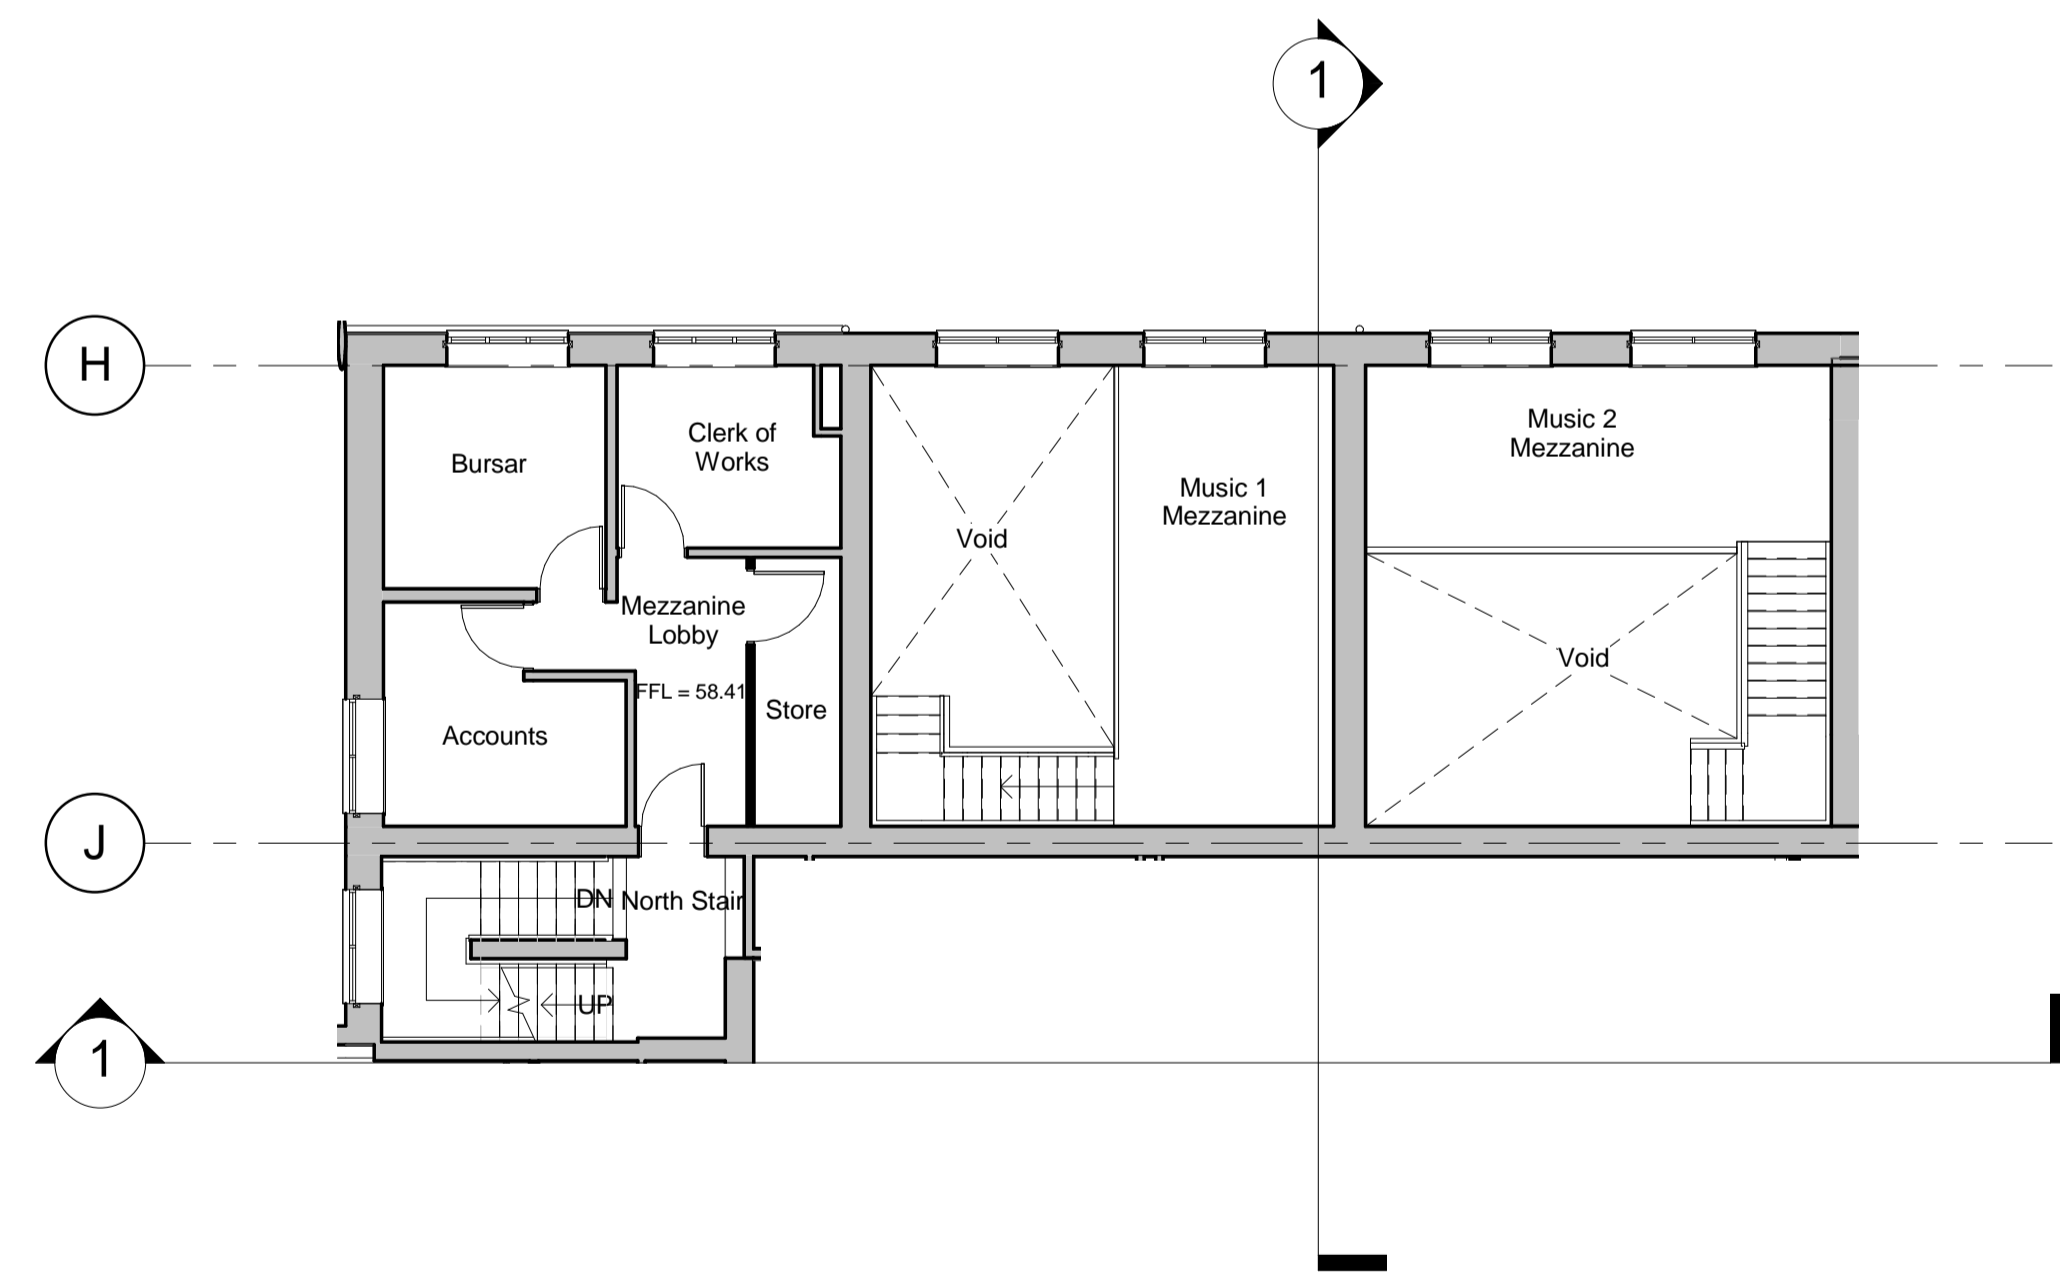 1
H
Clerk of
Works
Bursar
Music 2
Mezzanine
Music 1
Mezzanine
Void
Mezzanine
Lobby
Void
FFL = 58.41
Store
Accounts
J
DN North Stair
UP
1